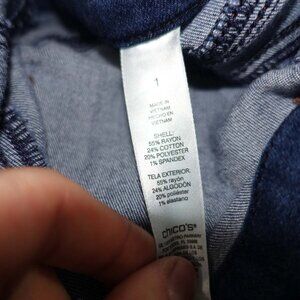 1
MADE IN
VIETNAM
HECHO EN
VIETNAM
SHELL:
55% RAYON
24% COTTON
20% POLYESTER
1% SPANDEX
TELA EXTERIOR:
55% rayón
24% ALGODÓN
20% poliéster
1% elastano
chico's®